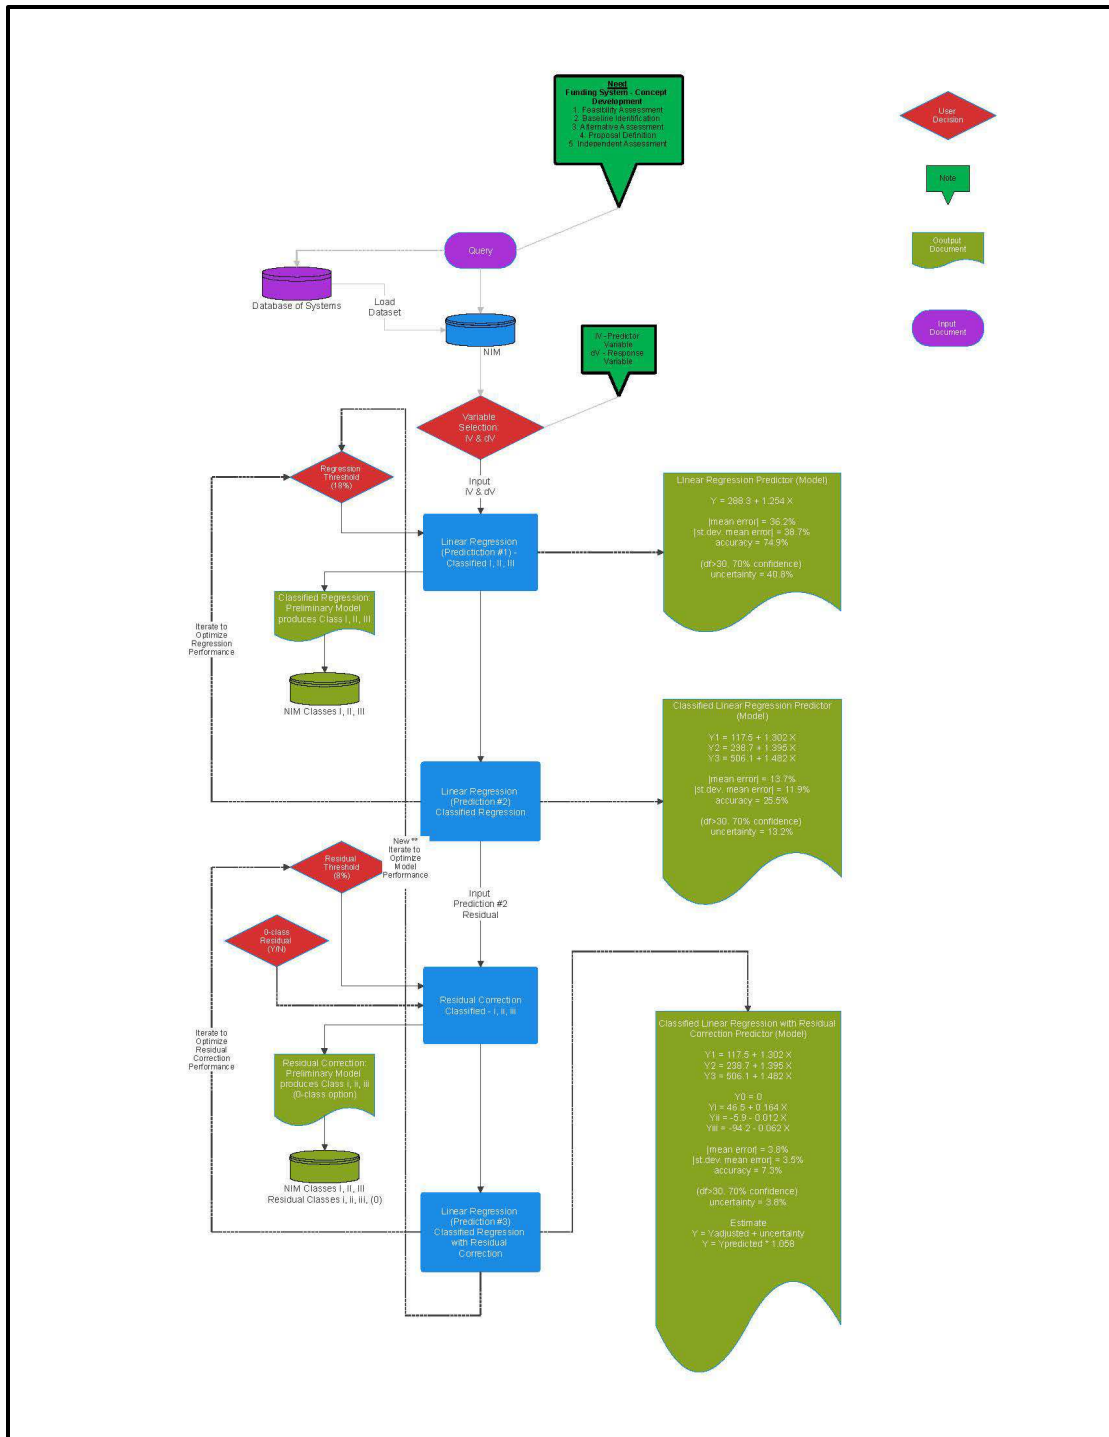 Need
Funding System - Concept
Development
1. Feasibility Assessment
2. Baseline Identification
3. Alternative Assessment
4. Proposal Definition
5. Independent Assessment
User
Decision
Note
Ooutput
Document
Input
Document
Query
Database of Systems
Load
Dataset
NIM
IV - Predictor
Variable
dV - Response
Variable
Variable
Selection:
IV & dV
Input
IV & dV
Regression
Threshold
(18%)
Linear Regression
(Predictiction #1) -
Classified I, II, III
Linear Regression Predictor (Model)
Y = 288.3 + 1.254 X
|mean error| = 36.2%
|st.dev. mean error| = 38.7%
accuracy = 74.9%
(df>30, 70% confidence)
uncertainty = 40.8%
Classified Regression:
Preliminary Model
produces Class I, II, III
NIM Classes I, II, III
Iterate to
Optimize
Regression
Performance
Classified Linear Regression Predictor
(Model)
Y1 = 117.5 + 1.302 X
Y2 = 238.7 + 1.395 X
Y3 = 506.1 + 1.482 X
|mean error| = 13.7%
|st.dev. mean error| = 11.9%
accuracy = 25.5%
(df>30, 70% confidence)
uncertainty = 13.2%
Linear Regression
(Prediction #2)
Classified Regression
New **
Iterate to
Optimize
Model
Performance
Residual
Threshold
(8%)
Input
Prediction #2
Residual
0-class
Residual
(Y/N)
Residual Correction
Classified - i, ii, iii
Iterate to
Optimize
Residual
Correction
Performance
Residual Correction:
Preliminary Model
produces Class i, ii, iii
(0-class option)
NIM Classes I, II, III
Residual Classes i, ii, iii, (0)
Linear Regression
(Prediction #3)
Classified Regression
with Residual
Correction
Classified Linear Regression with Residual
Correction Predictor (Model)
Y1 = 117.5 + 1.302 X
Y2 = 238.7 + 1.395 X
Y3 = 506.1 + 1.482 X
Y0 = 0
Yi = 46.5 + 0.164 X
Yii = -5.9 - 0.012 X
Yiii = -94.2 - 0.062 X
|mean error| = 3.8%
|st.dev. mean error| = 3.5%
accuracy = 7.3%
(df>30, 70% confidence)
uncertainty = 3.8%
Estimate
Y = Yadjusted + uncertainty
Y = Ypredicted * 1.058